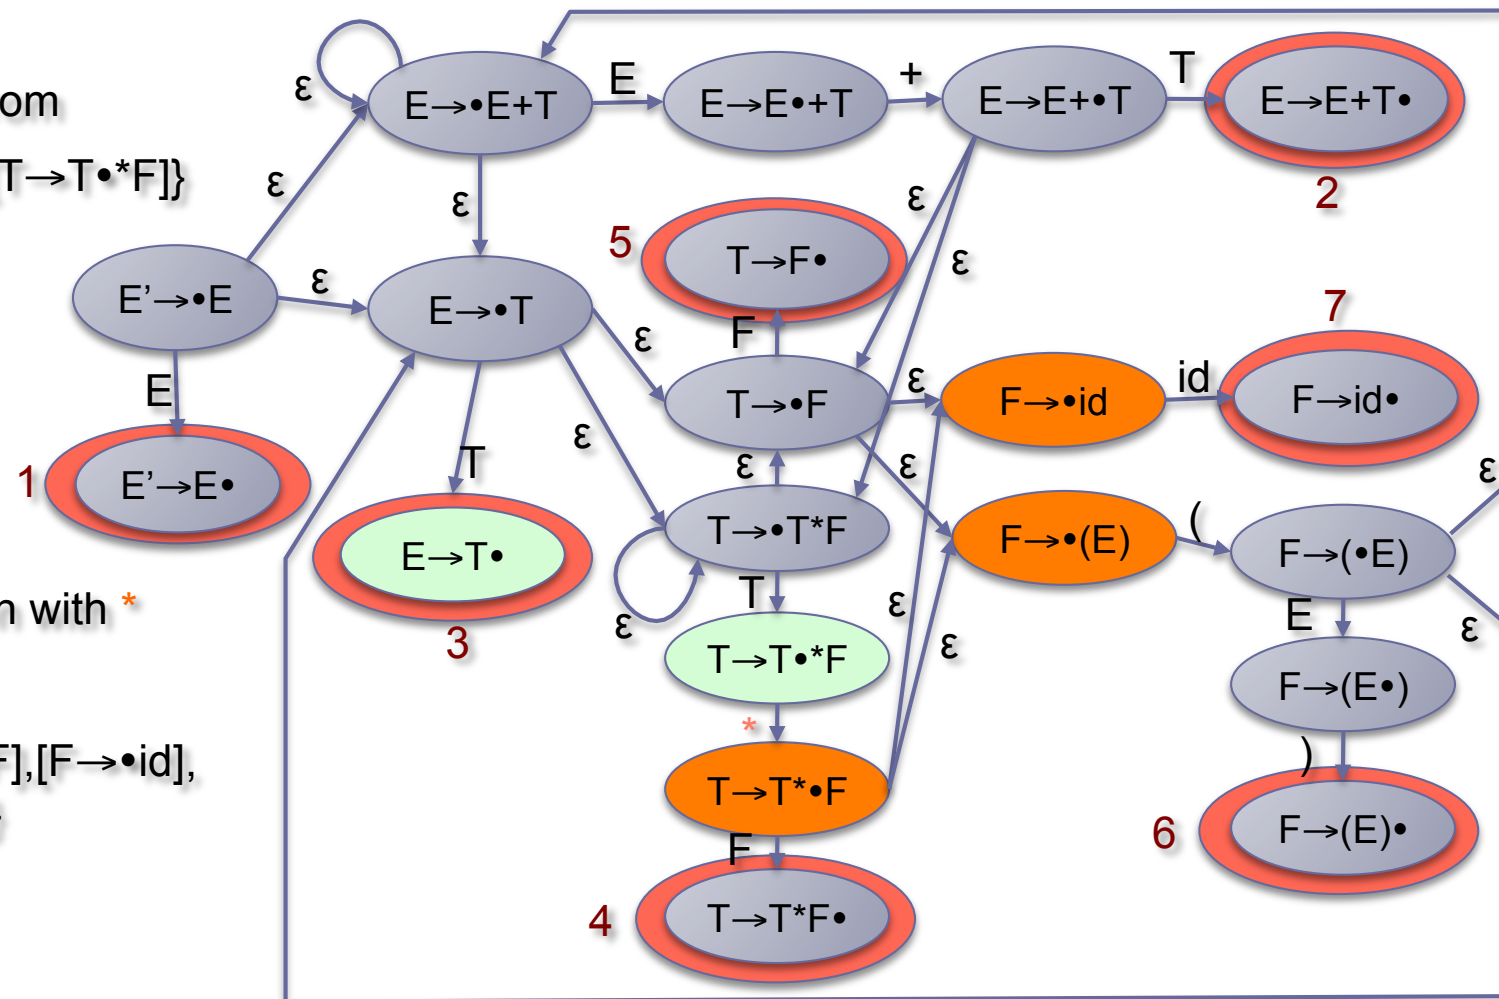 ε
E→•E+T
E
E→E•+T
+
E→E+•T
T
E→E+T•
2
om
T→T•*F]}
ε
ε
ε
ε
5
T→F•
E'→•E
ε
E→•T
ε
F
7
E
T→•F
ε
F→•id
id
F→id•
1
E'→E•
T
ε
ε
ε
ε
3
E→T•
T→•T*F
F→•(E)
(
F→(•E)
ε
n with *
ε
T
ε
ε
E
ε
T→T•*F
F→(E•)
*
F],[F→•id],
T→T*•F
)
F
6
F→(E)•
4
T→T*F•